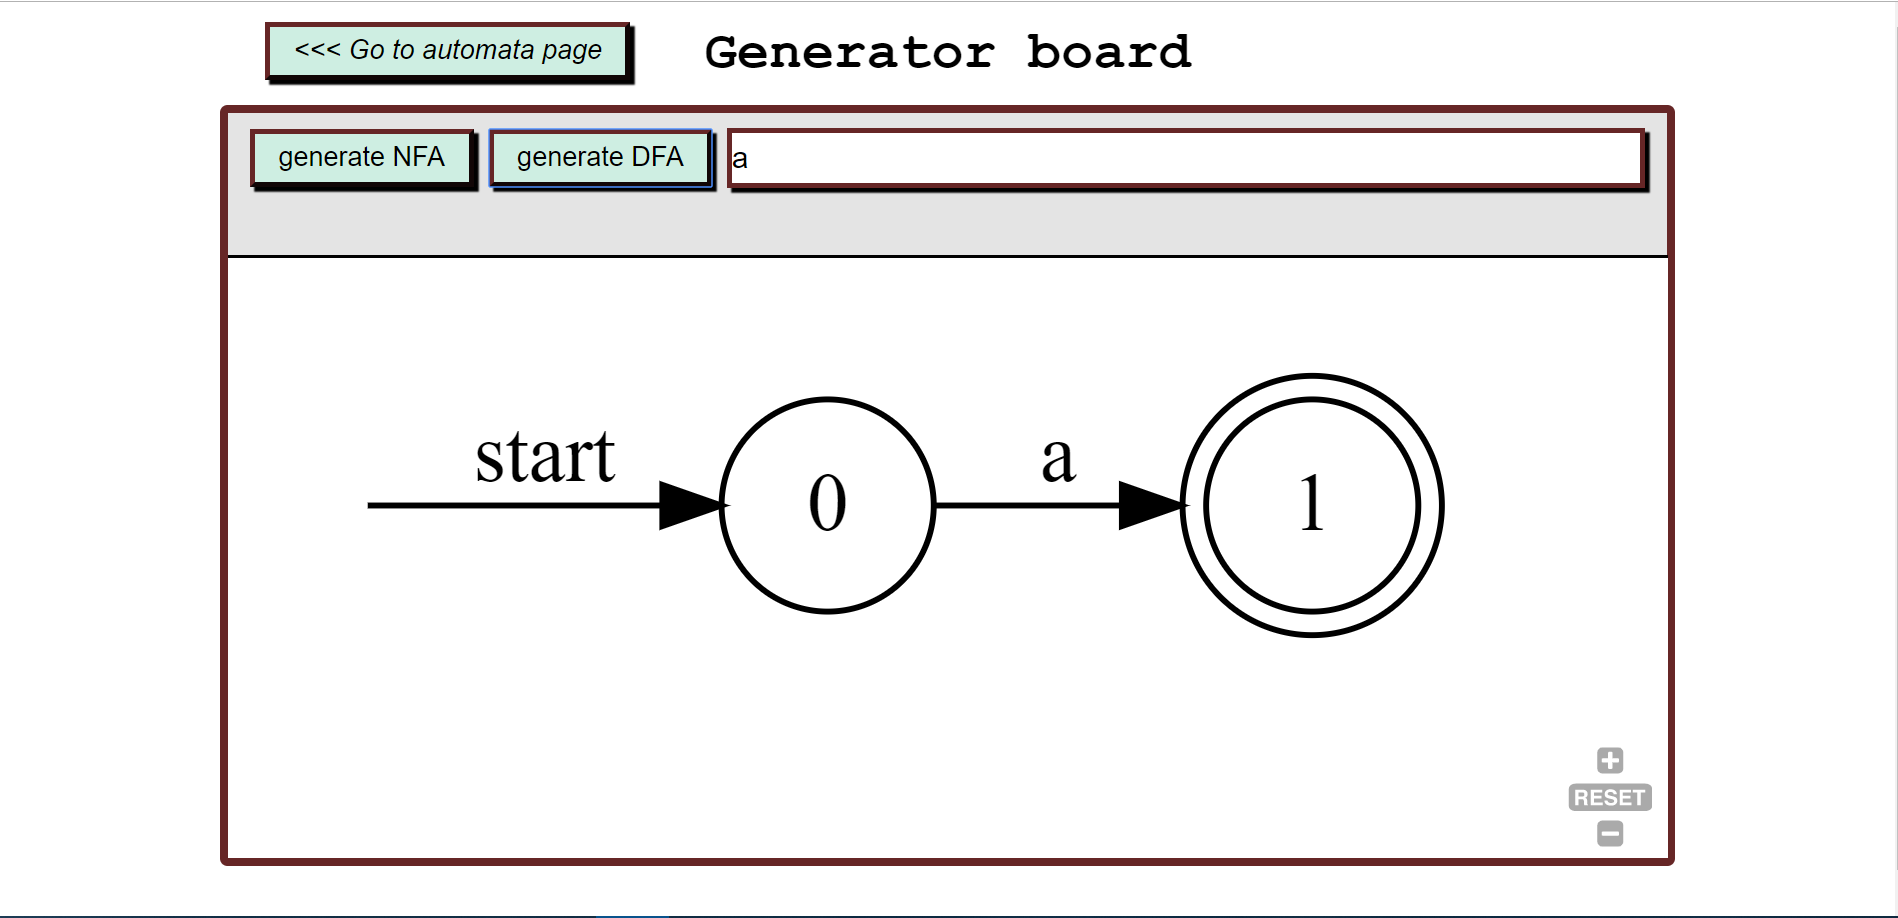 <<< Go to automata page
Generator board
generate NFA
generate DFA
a
start
0
a
1
RESET